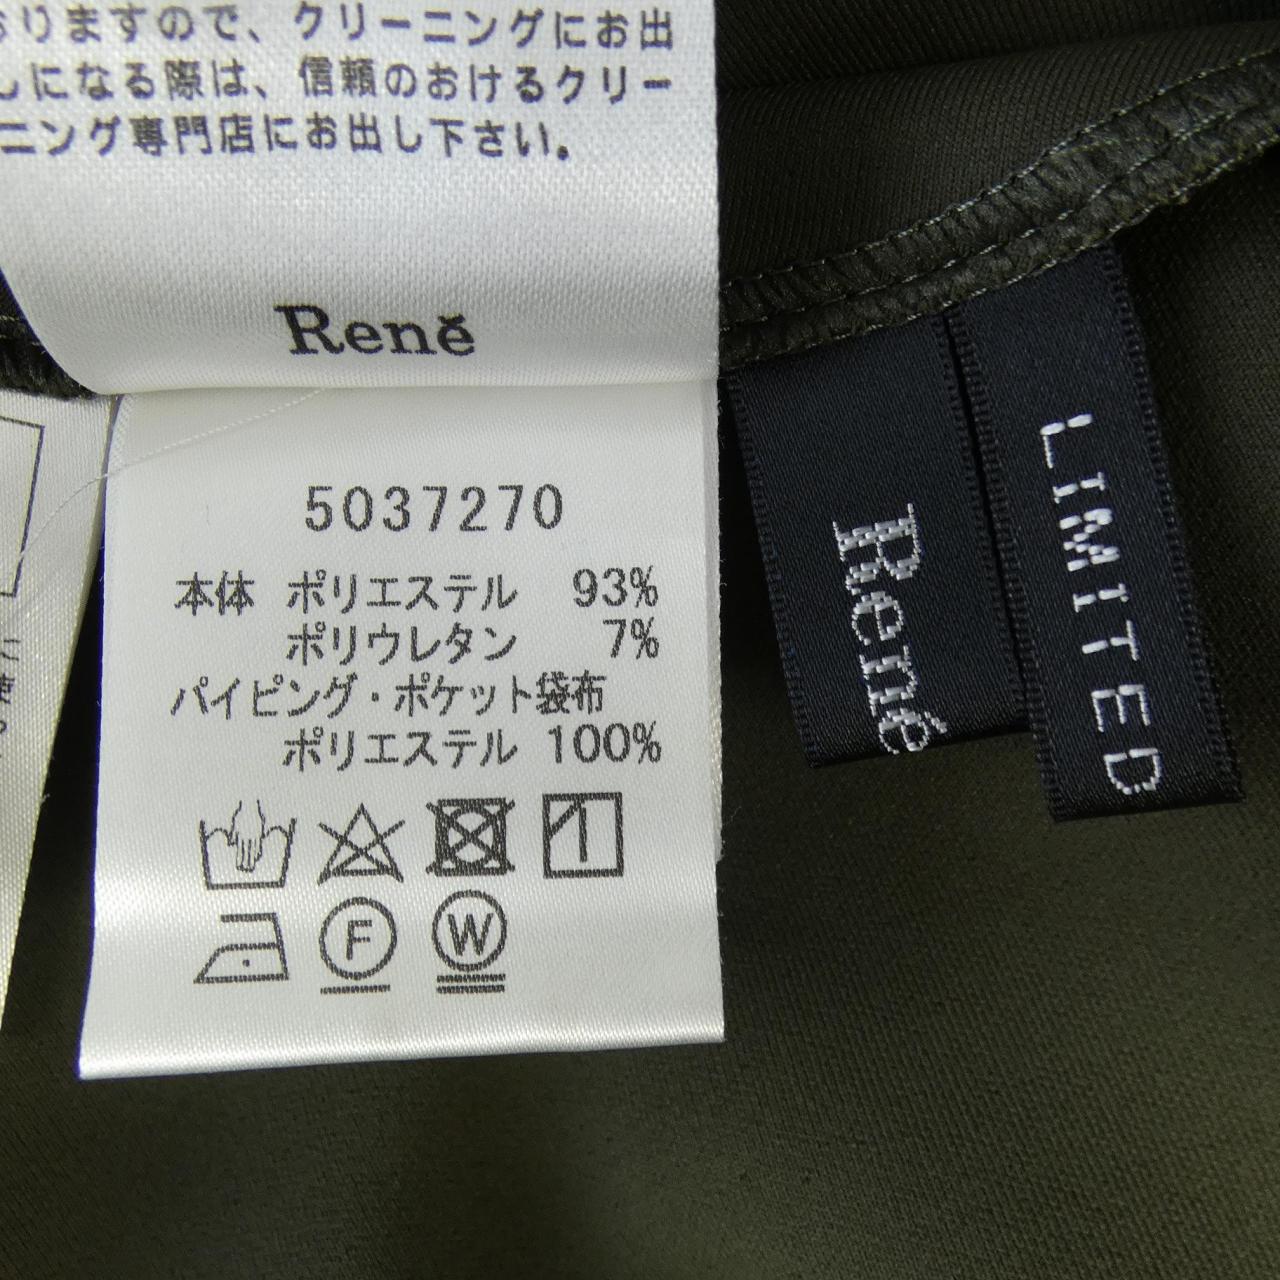 おりますので、クリーニングにお出
しになる際は、信頼のおけるクリー
ニング専門店にお出し下さい。
René
5037270
本体 ポリエステル 93%
ポリウレタン 7%
パイピング・ポケット袋布
ポリエステル 100%
F
W
René
LIMITED